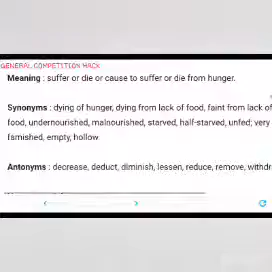 GENERAL COMPETITION HACK
Meaning : suffer or die or cause to suffer or die from hunger.
Synonyms : dying of hunger, dying from lack of food, faint from lack of
food, undernourished, malnourished, starved, half-starved, unfed; very
famished, empty, hollow.
Antonyms : decrease, deduct, diminish, lessen, reduce, remove, withdr